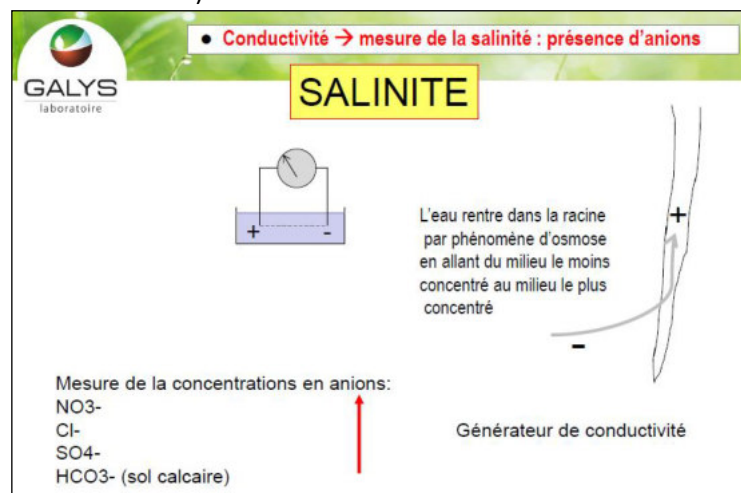 ● Conductivité → mesure de la salinité : présence d'anions
GALYS
laboratoire
SALINITE
+ -
L'eau rentre dans la racine
par phénomène d'osmose
en allant du milieu le moins
concentré au milieu le plus
concentré
+
-
Mesure de la concentrations en anions:
NO3-
Cl-
SO4-
HCO3- (sol calcaire)
Générateur de conductivité